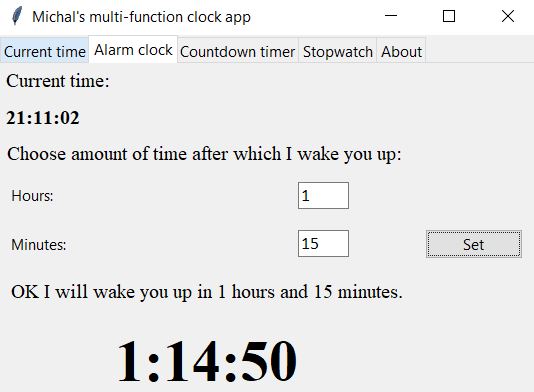 Michal's multi-function clock app
Current time Alarm clock Countdown timer Stopwatch About
Current time:
21:11:02
Choose amount of time after which I wake you up:
Hours: 1
Minutes: 15 Set
OK I will wake you up in 1 hours and 15 minutes.
1:14:50